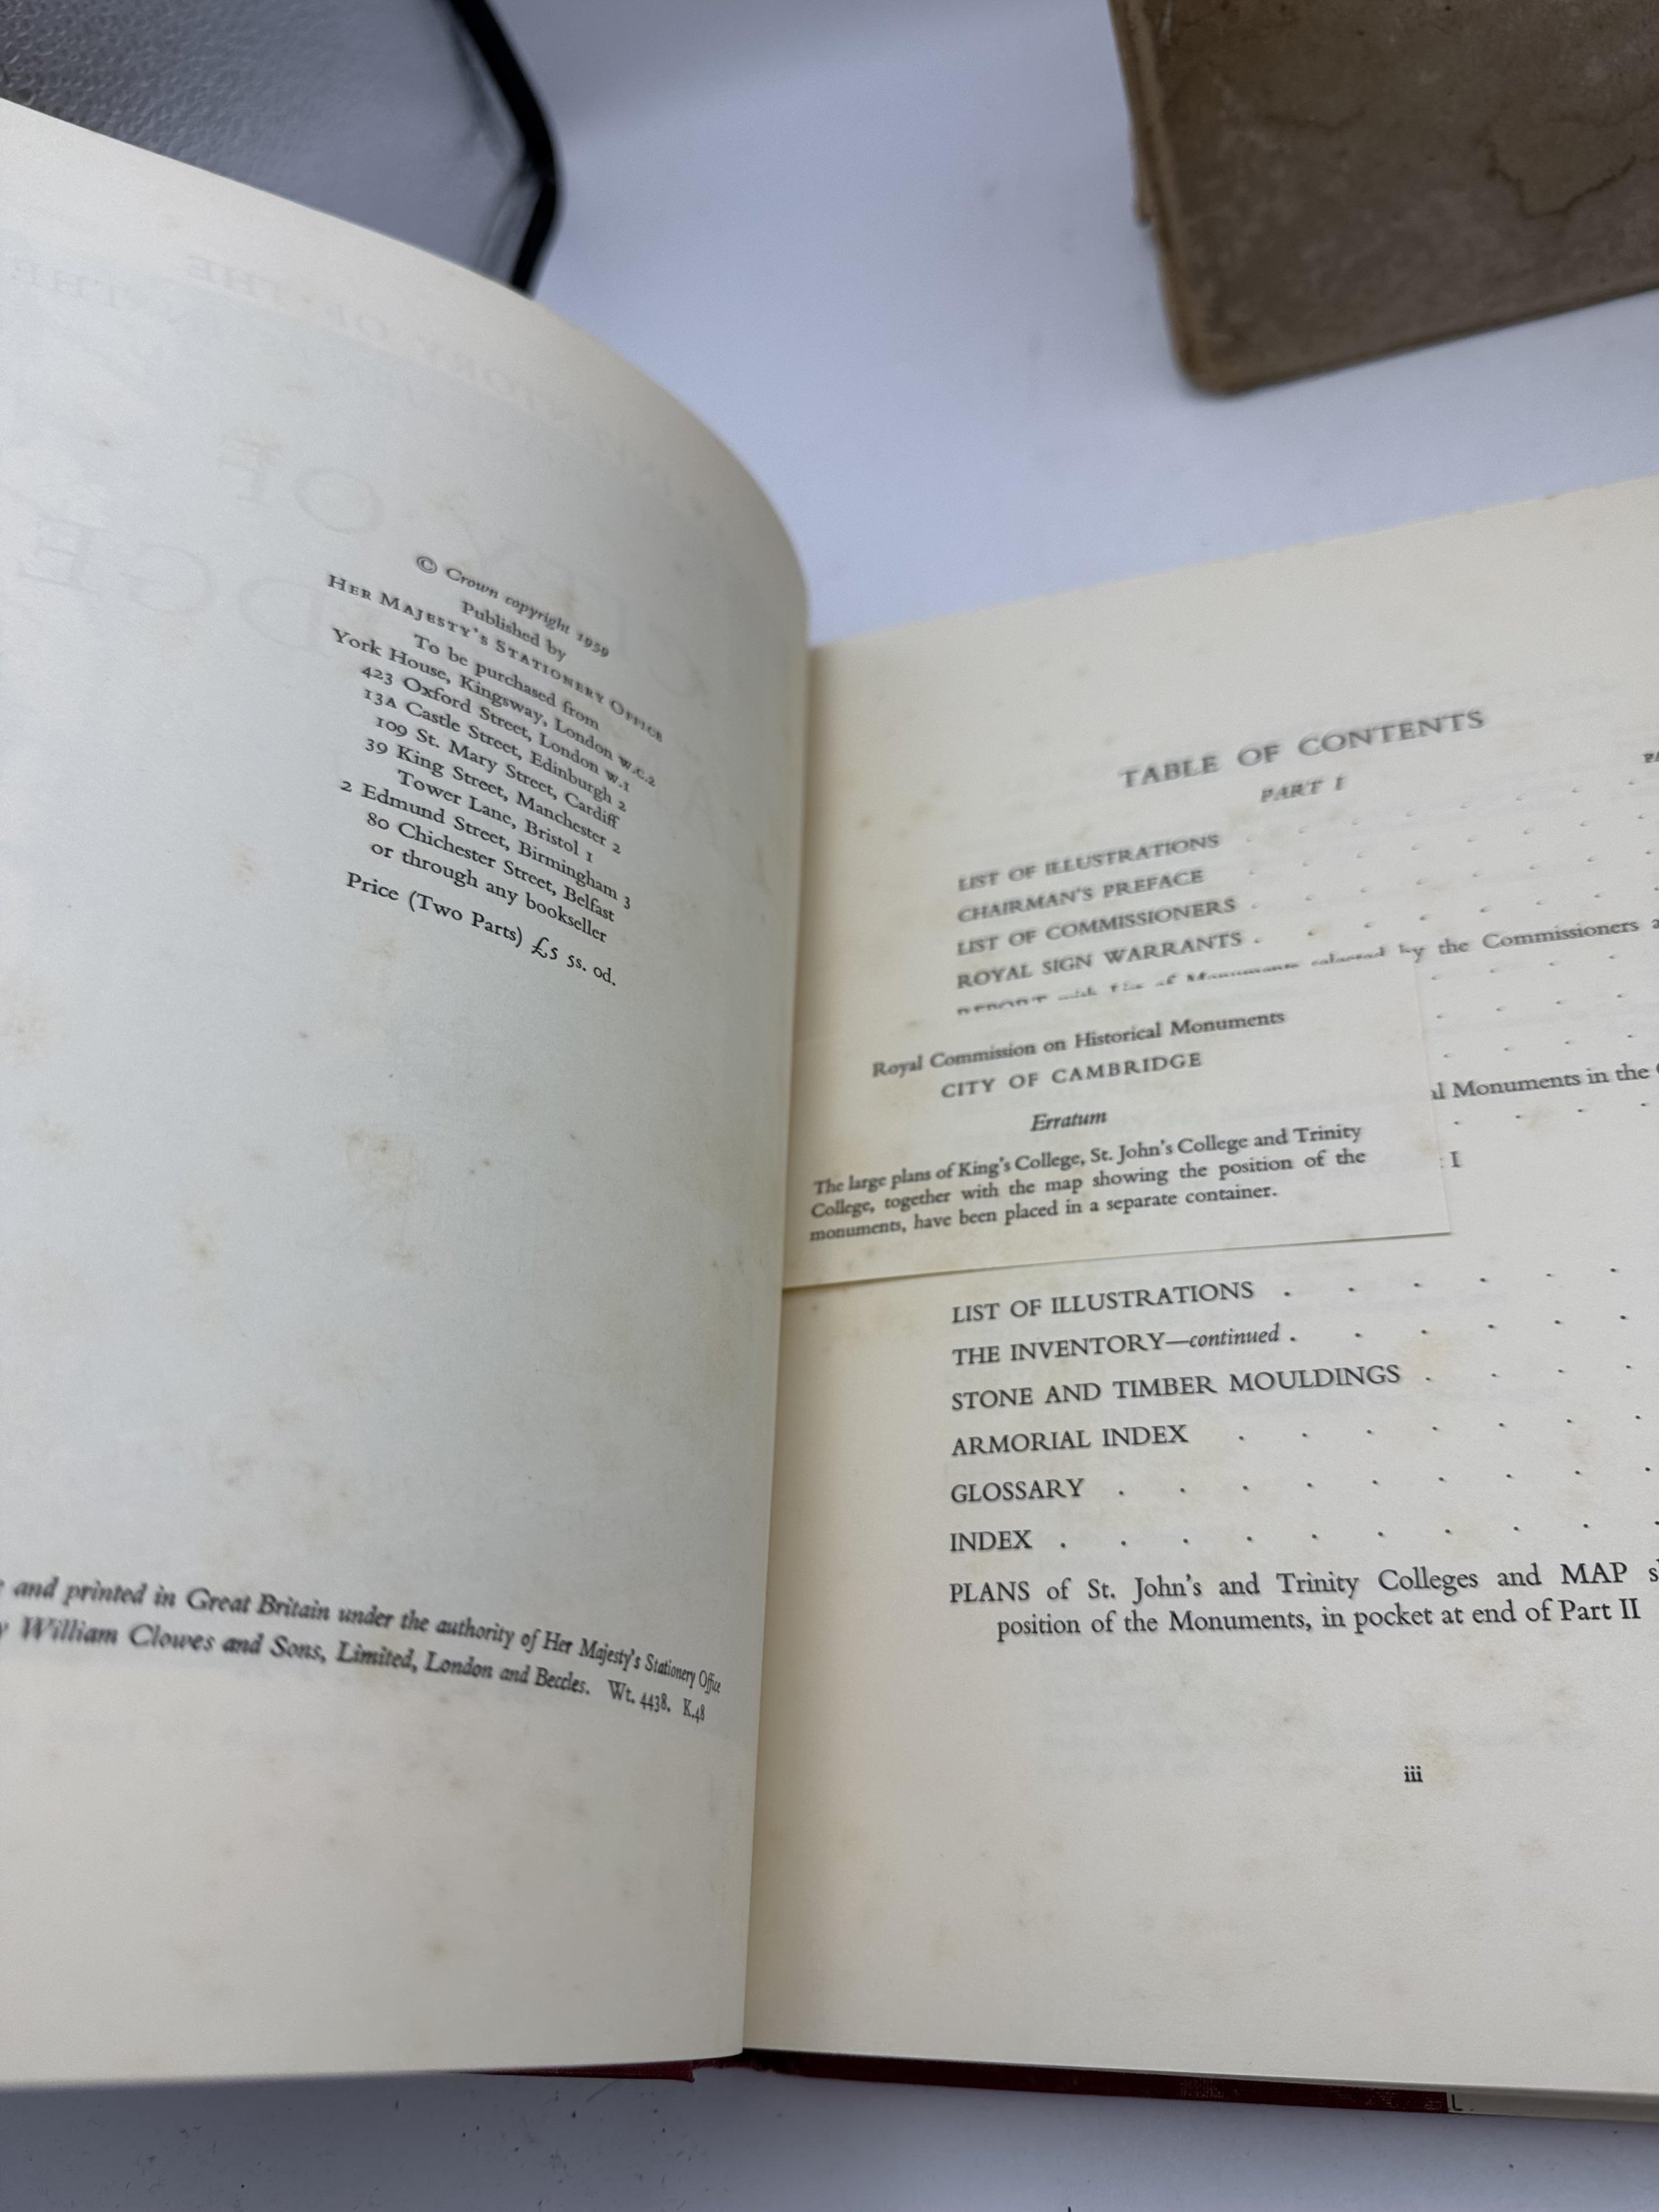 © Crown copyright 1959
Published by
HER MAJESTY'S STATIONERY OFFICE
To be purchased from
York House, Kingsway, London W.C.2
423 Oxford Street, London W.1
13A Castle Street, Edinburgh 2
109 St. Mary Street, Cardiff
39 King Street, Manchester 2
Tower Lane, Bristol 1
2 Edmund Street, Birmingham 3
80 Chichester Street, Belfast
or through any bookseller
Price (Two Parts) £5 5s. 0d.
and printed in Great Britain under the authority of Her Majesty's Stationery Office
William Clowes and Sons, Limited, London and Beccles. Wt. 4438. K.48
TABLE OF CONTENTS
PART I
LIST OF ILLUSTRATIONS
CHAIRMAN'S PREFACE
LIST OF COMMISSIONERS
ROYAL SIGN WARRANTS
REPORT with List of Monuments selected by the Commissioners
Royal Commission on Historical Monuments
CITY OF CAMBRIDGE
Erratum
The large plans of King's College, St. John's College and Trinity
College, together with the map showing the position of the
monuments, have been placed in a separate container.
Monuments in the
I
LIST OF ILLUSTRATIONS
THE INVENTORY—continued
STONE AND TIMBER MOULDINGS
ARMORIAL INDEX
GLOSSARY
INDEX
PLANS of St. John's and Trinity Colleges and MAP
position of the Monuments, in pocket at end of Part II
iii